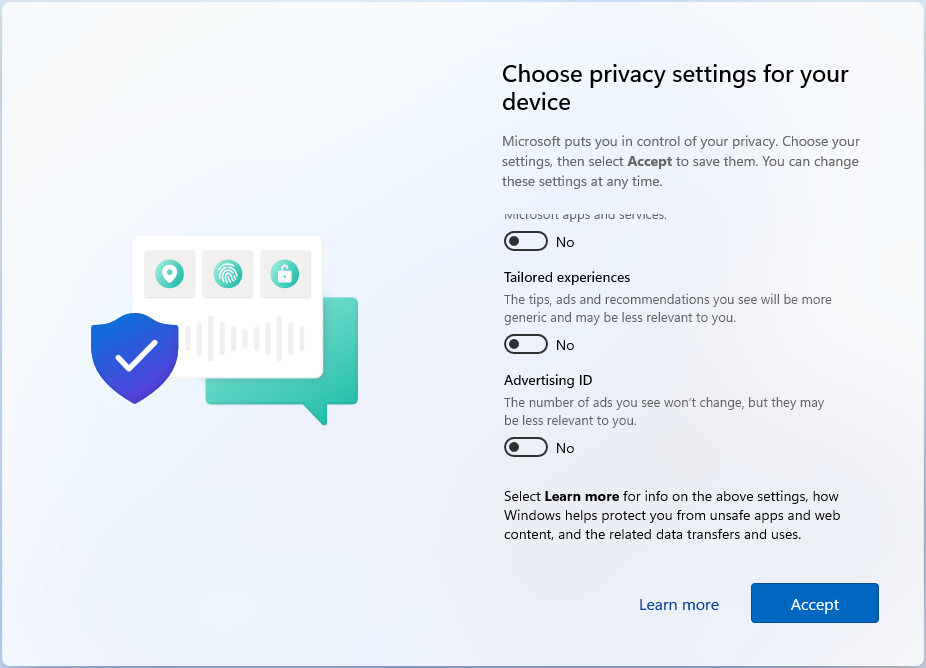 Choose privacy settings for your
device
Microsoft puts you in control of your privacy. Choose your
settings, then select Accept to save them. You can change
these settings at any time.
Microsoft apps and services.
No
Tailored experiences
The tips, ads and recommendations you see will be more
generic and may be less relevant to you.
No
Advertising ID
The number of ads you see won't change, but they may
be less relevant to you.
No
Select Learn more for info on the above settings, how
Windows helps protect you from unsafe apps and web
content, and the related data transfers and uses.
Learn more
Accept